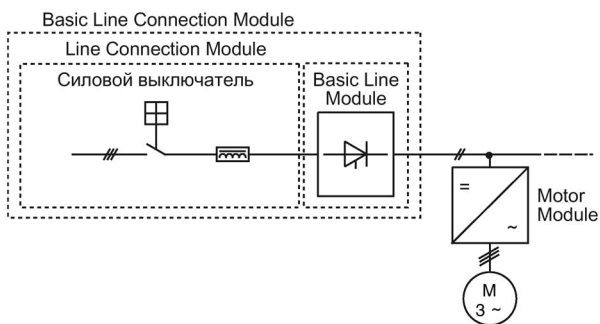 Basic Line Connection Module
Line Connection Module
Силовой выключатель
Basic Line
Module
=
~
Motor
Module
M
3 ~